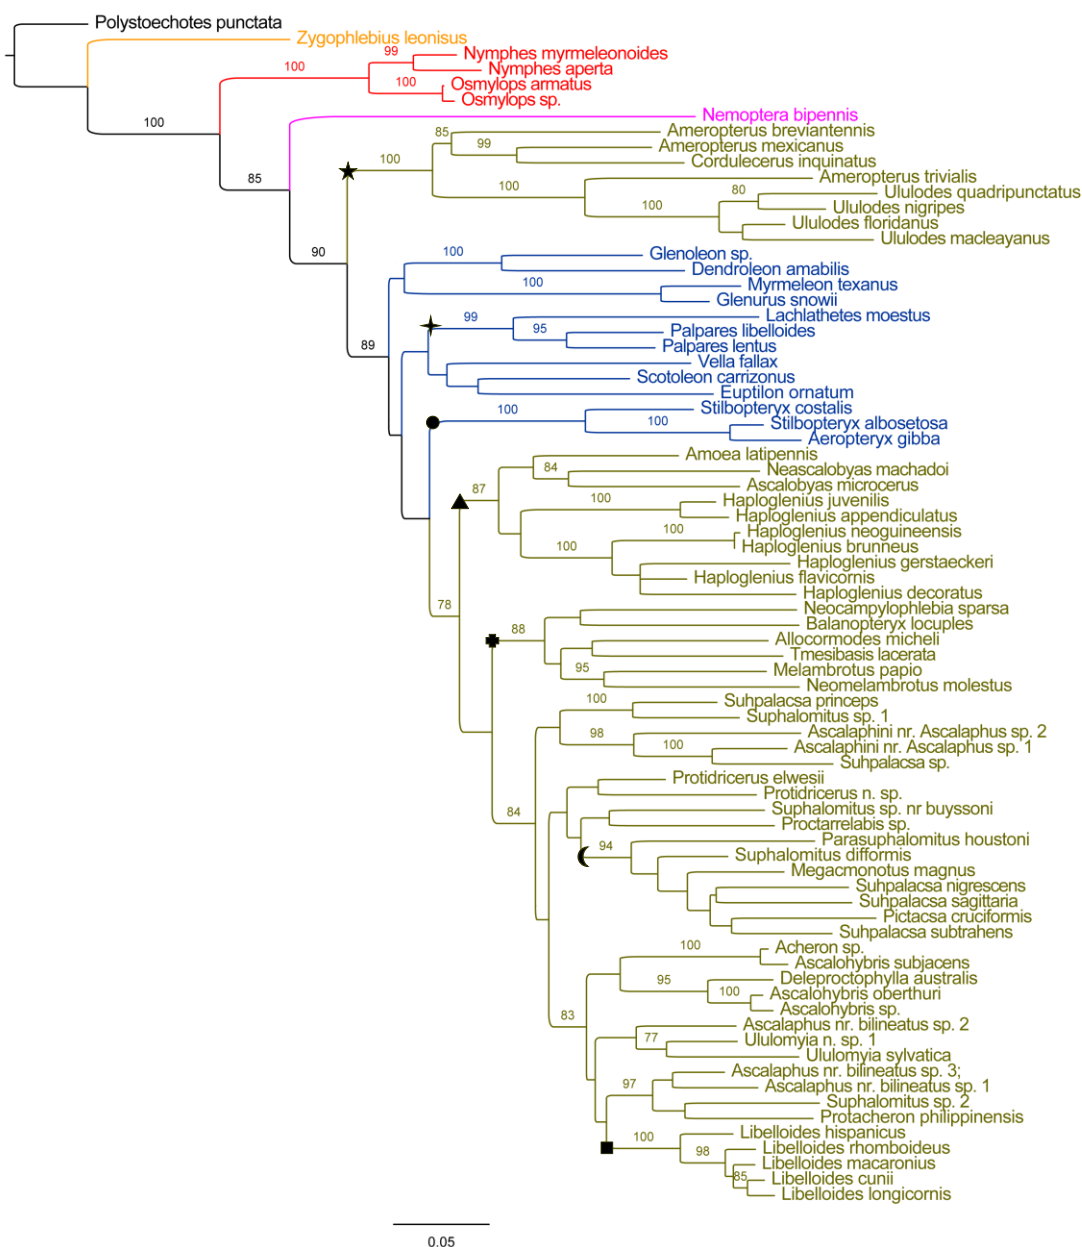 Polystoechotes punctata
Zygophlebius leonisus
99
Nymphes myrmeleonoides
100
Nymphes aperta
100
Osmylops armatus
Osmylops sp.
100
Nemoptera bipennis
85
Ameropterus breviantennis
99
Ameropterus mexicanus
100
Cordulecerus inquinatus
85
Ameropterus trivialis
100
80
Ululodes quadripunctatus
100
Ululodes nigripes
Ululodes floridanus
Ululodes macleayanus
90
100
Glenoleon sp.
Dendroleon amabilis
100
Myrmeleon texanus
Glenurus snowii
99
Lachlathetes moestus
95
Palpares libelloides
89
Palpares lentus
Vella fallax
Scotoleon carrizonus
Euptilon ornatum
100
Stilbopteryx costalis
100
Stilbopteryx albosetosa
Aeropteryx gibba
Amoea latipennis
84
Neascalobyas machadoi
87
Ascalobyas microcerus
100
Haploglenius juvenilis
Haploglenius appendiculatus
100
Haploglenius neoguineensis
100
Haploglenius brunneus
Haploglenius gerstaeckeri
Haploglenius flavicornis
Haploglenius decoratus
78
Neocampylophlebia sparsa
88
Balanopteryx locuples
Allocormodes micheli
Tmesibasis lacerata
95
Melambrotus papio
Neomelambrotus molestus
100
Suhpalacsa princeps
Suphalomitus sp. 1
98
Ascalaphini nr. Ascalaphus sp. 2
100
Ascalaphini nr. Ascalaphus sp. 1
Suhpalacsa sp.
Protidricerus elwesii
Protidricerus n. sp.
84
Suphalomitus sp. nr buyssoni
Proctarrelabis sp.
94
Parasuphalomitus houstoni
Suphalomitus difformis
Megacmonotus magnus
Suhpalacsa nigrescens
Suhpalacsa sagittaria
Pictacsa cruciformis
Suhpalacsa subtrahens
100
Acheron sp.
Ascalohybris subjacens
95
Deleproctophylla australis
100
Ascalohybris oberthuri
Ascalohybris sp.
83
Ascalaphus nr. bilineatus sp. 2
77
Ululomyia n. sp. 1
Ululomyia sylvatica
Ascalaphus nr. bilineatus sp. 3;
97
Ascalaphus nr. bilineatus sp. 1
Suphalomitus sp. 2
Protacheron philippinensis
100
Libelloides hispanicus
98
Libelloides rhomboideus
Libelloides macaronius
85
Libelloides cunii
Libelloides longicornis
0.05